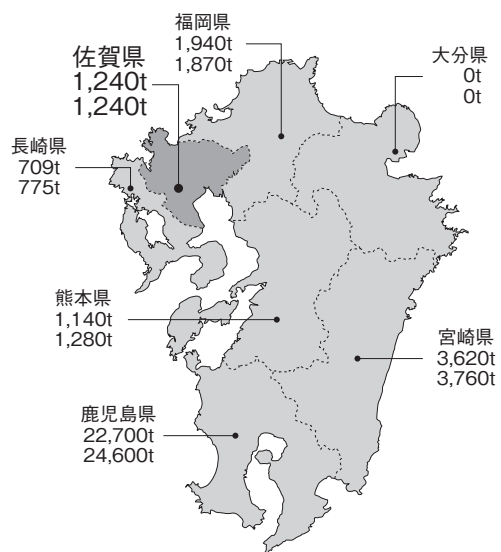 福岡県
1,940t
1,870t
佐賀県
1,240t
1,240t
大分県
0t
0t
長崎県
709t
775t
熊本県
1,140t
1,280t
宮崎県
3,620t
3,760t
鹿児島県
22,700t
24,600t